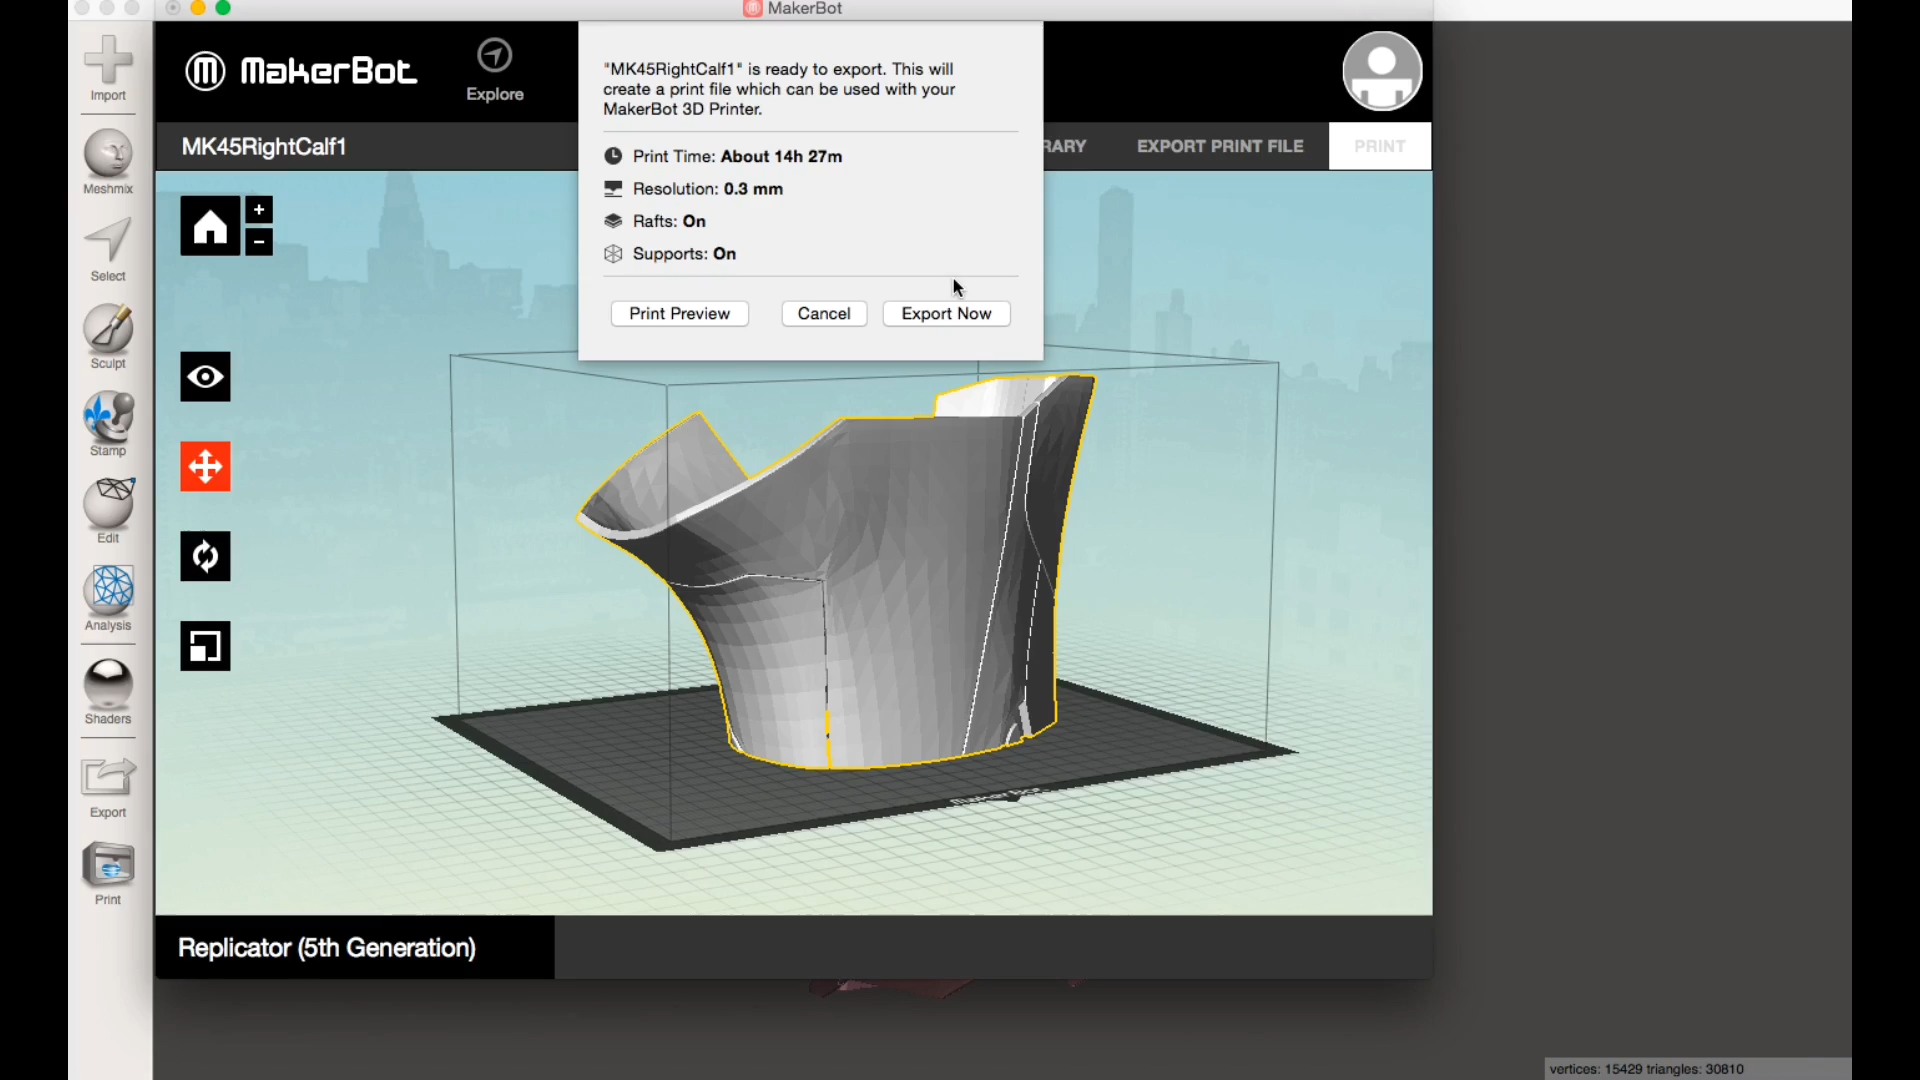 MakerBot
Import
Meshmix
Select
Sculpt
Stamp
Edit
Analysis
Shaders
Export
Print
MakerBot
Explore
"MK45RightCalf1" is ready to export. This will
create a print file which can be used with your
MakerBot 3D Printer.
MK45RightCalf1
RARY
EXPORT PRINT FILE
PRINT
Print Time: About 14h 27m
Resolution: 0.3 mm
Rafts: On
Supports: On
Print Preview
Cancel
Export Now
+
-
MakerBot
Replicator (5th Generation)
vertices: 15429 triangles: 30810